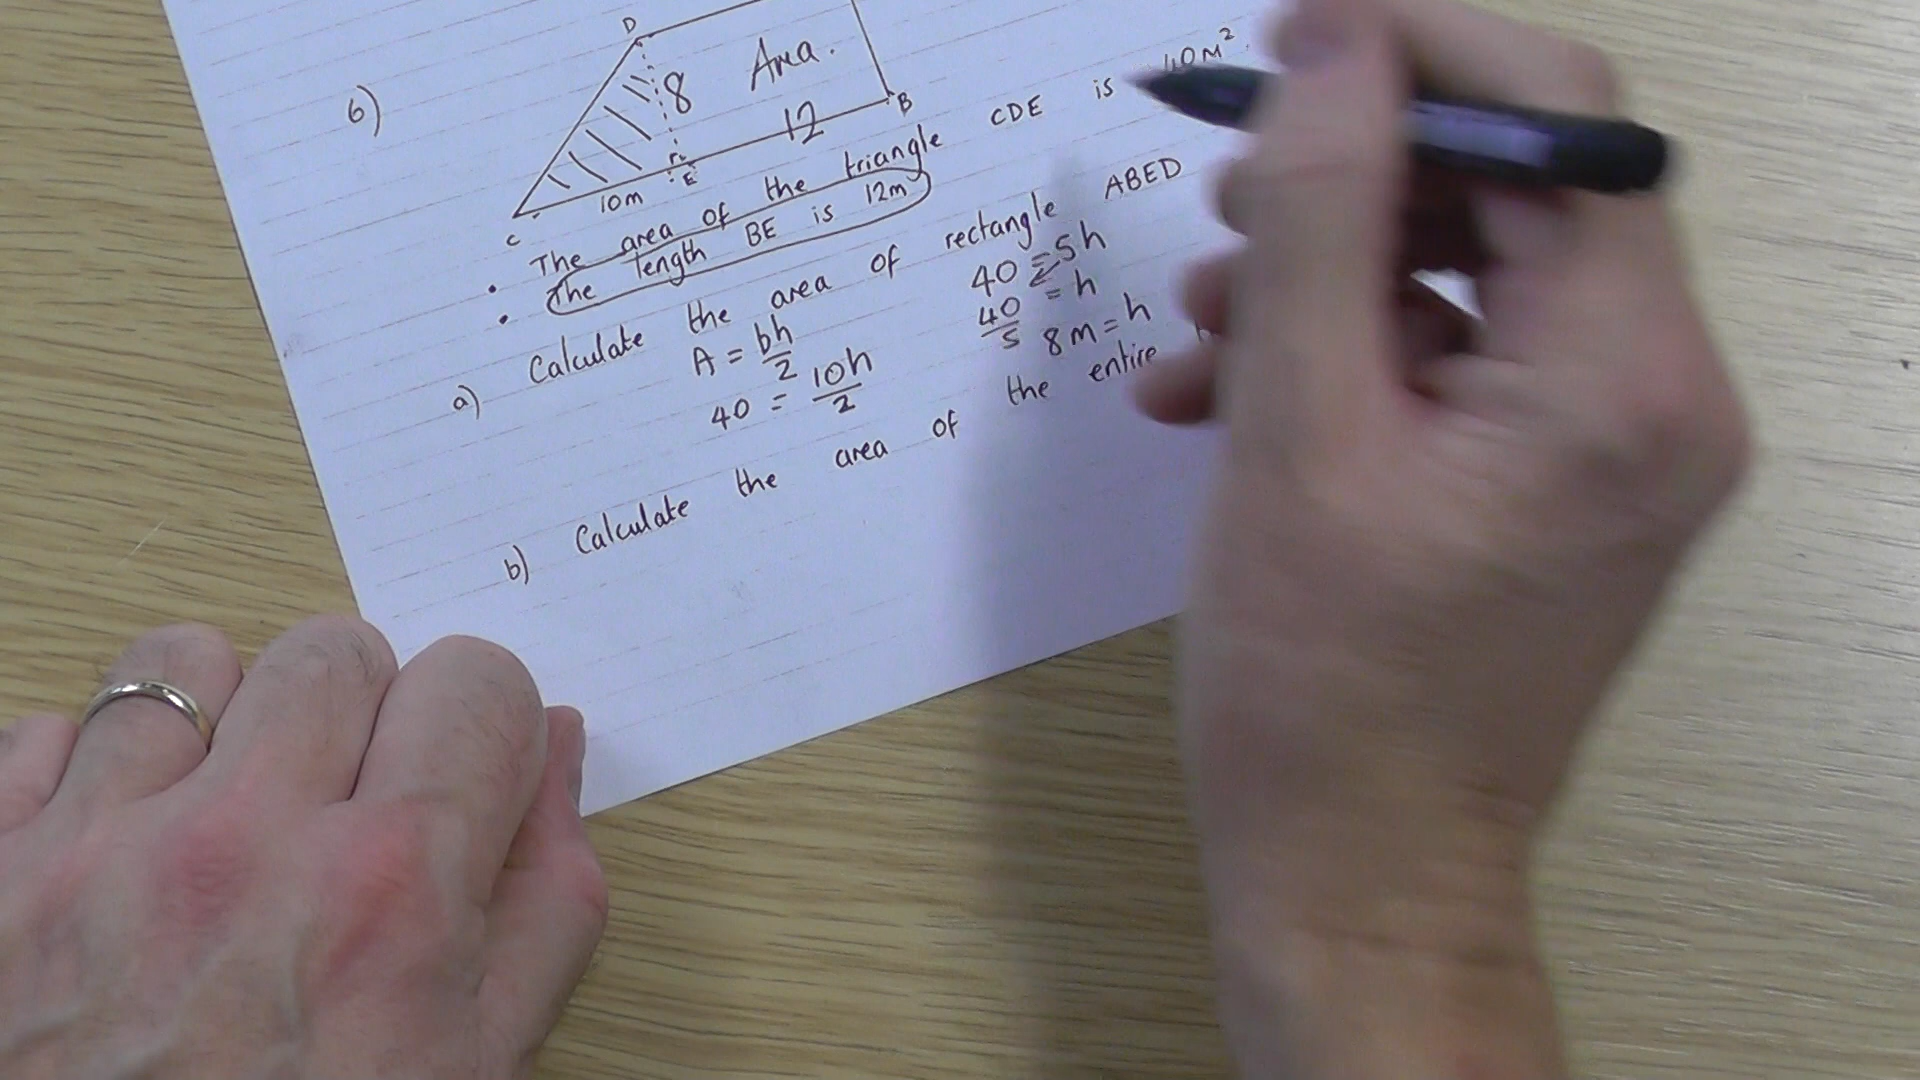 6)
D
8
Area.
12
B
10m
E
C
• The area of the triangle CDE is 40m².
• The length BE is 12m
a) Calculate the area of rectangle ABED
A = bh/2
40 = 10h/2
40 = 5h
40/5 = h
8m = h
b) Calculate the area of the entire